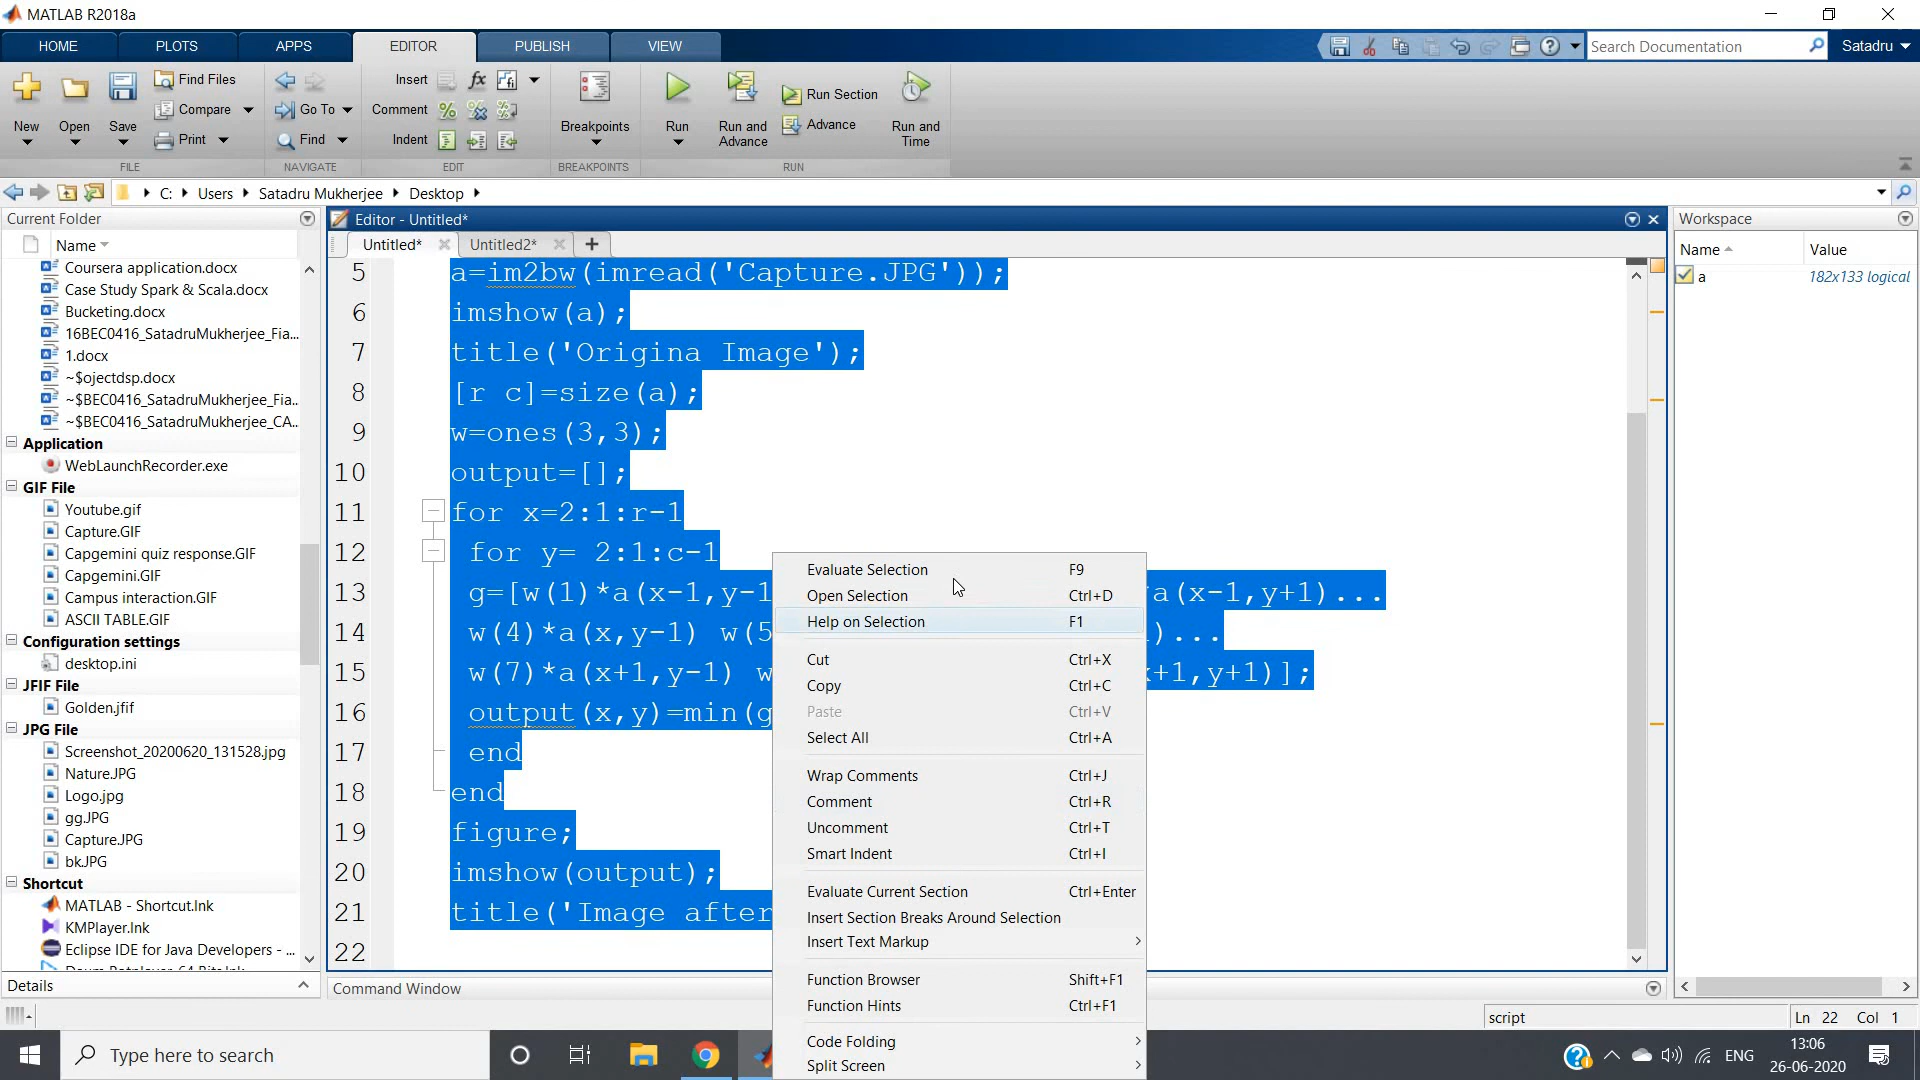 MATLAB R2018a
HOME PLOTS APPS EDITOR PUBLISH VIEW
Search Documentation
Satadru
New Open Save
Find Files
Compare
Print
FILE
Go To
Find
NAVIGATE
Insert
Comment
Indent
EDIT
Breakpoints
BREAKPOINTS
Run
Run and Advance
Run Section
Advance
Run and Time
RUN
C: Users Satadru Mukherjee Desktop
Current Folder
Name
Coursera application.docx
Case Study Spark & Scala.docx
Bucketing.docx
16BEC0416_SatadruMukherjee_Fia...
1.docx
~$ojectdsp.docx
~$BEC0416_SatadruMukherjee_Fia...
~$BEC0416_SatadruMukherjee_CA...
Application
WebLaunchRecorder.exe
GIF File
Youtube.gif
Capture.GIF
Capgemini quiz response.GIF
Capgemini.GIF
Campus interaction.GIF
ASCII TABLE.GIF
Configuration settings
desktop.ini
JFIF File
Golden.jfif
JPG File
Screenshot_20200620_131528.jpg
Nature.JPG
Logo.jpg
gg.JPG
Capture.JPG
bk.JPG
Shortcut
MATLAB - Shortcut.lnk
KMPlayer.lnk
Eclipse IDE for Java Developers - ...
Details
Editor - Untitled*
Untitled* Untitled2*
5 a=im2bw(imread('Capture.JPG'));
6 imshow(a);
7 title('Origina Image');
8 [r c]=size(a);
9 w=ones(3,3);
10 output=[];
11 for x=2:1:r-1
12 for y= 2:1:c-1
13 g=[w(1)*a(x-1,y-1 a(x-1,y+1)...
14 w(4)*a(x,y-1) w(5 )...
15 w(7)*a(x+1,y-1) w +1,y+1)];
16 output(x,y)=min(g
17 end
18 end
19 figure;
20 imshow(output);
21 title('Image after
22
Evaluate Selection F9
Open Selection Ctrl+D
Help on Selection F1
Cut Ctrl+X
Copy Ctrl+C
Paste Ctrl+V
Select All Ctrl+A
Wrap Comments Ctrl+J
Comment Ctrl+R
Uncomment Ctrl+T
Smart Indent Ctrl+I
Evaluate Current Section Ctrl+Enter
Insert Section Breaks Around Selection
Insert Text Markup
Function Browser Shift+F1
Function Hints Ctrl+F1
Code Folding
Split Screen
Command Window
Workspace
Name Value
a 182x133 logical
script
Ln 22 Col 1
Type here to search
ENG
13:06
26-06-2020